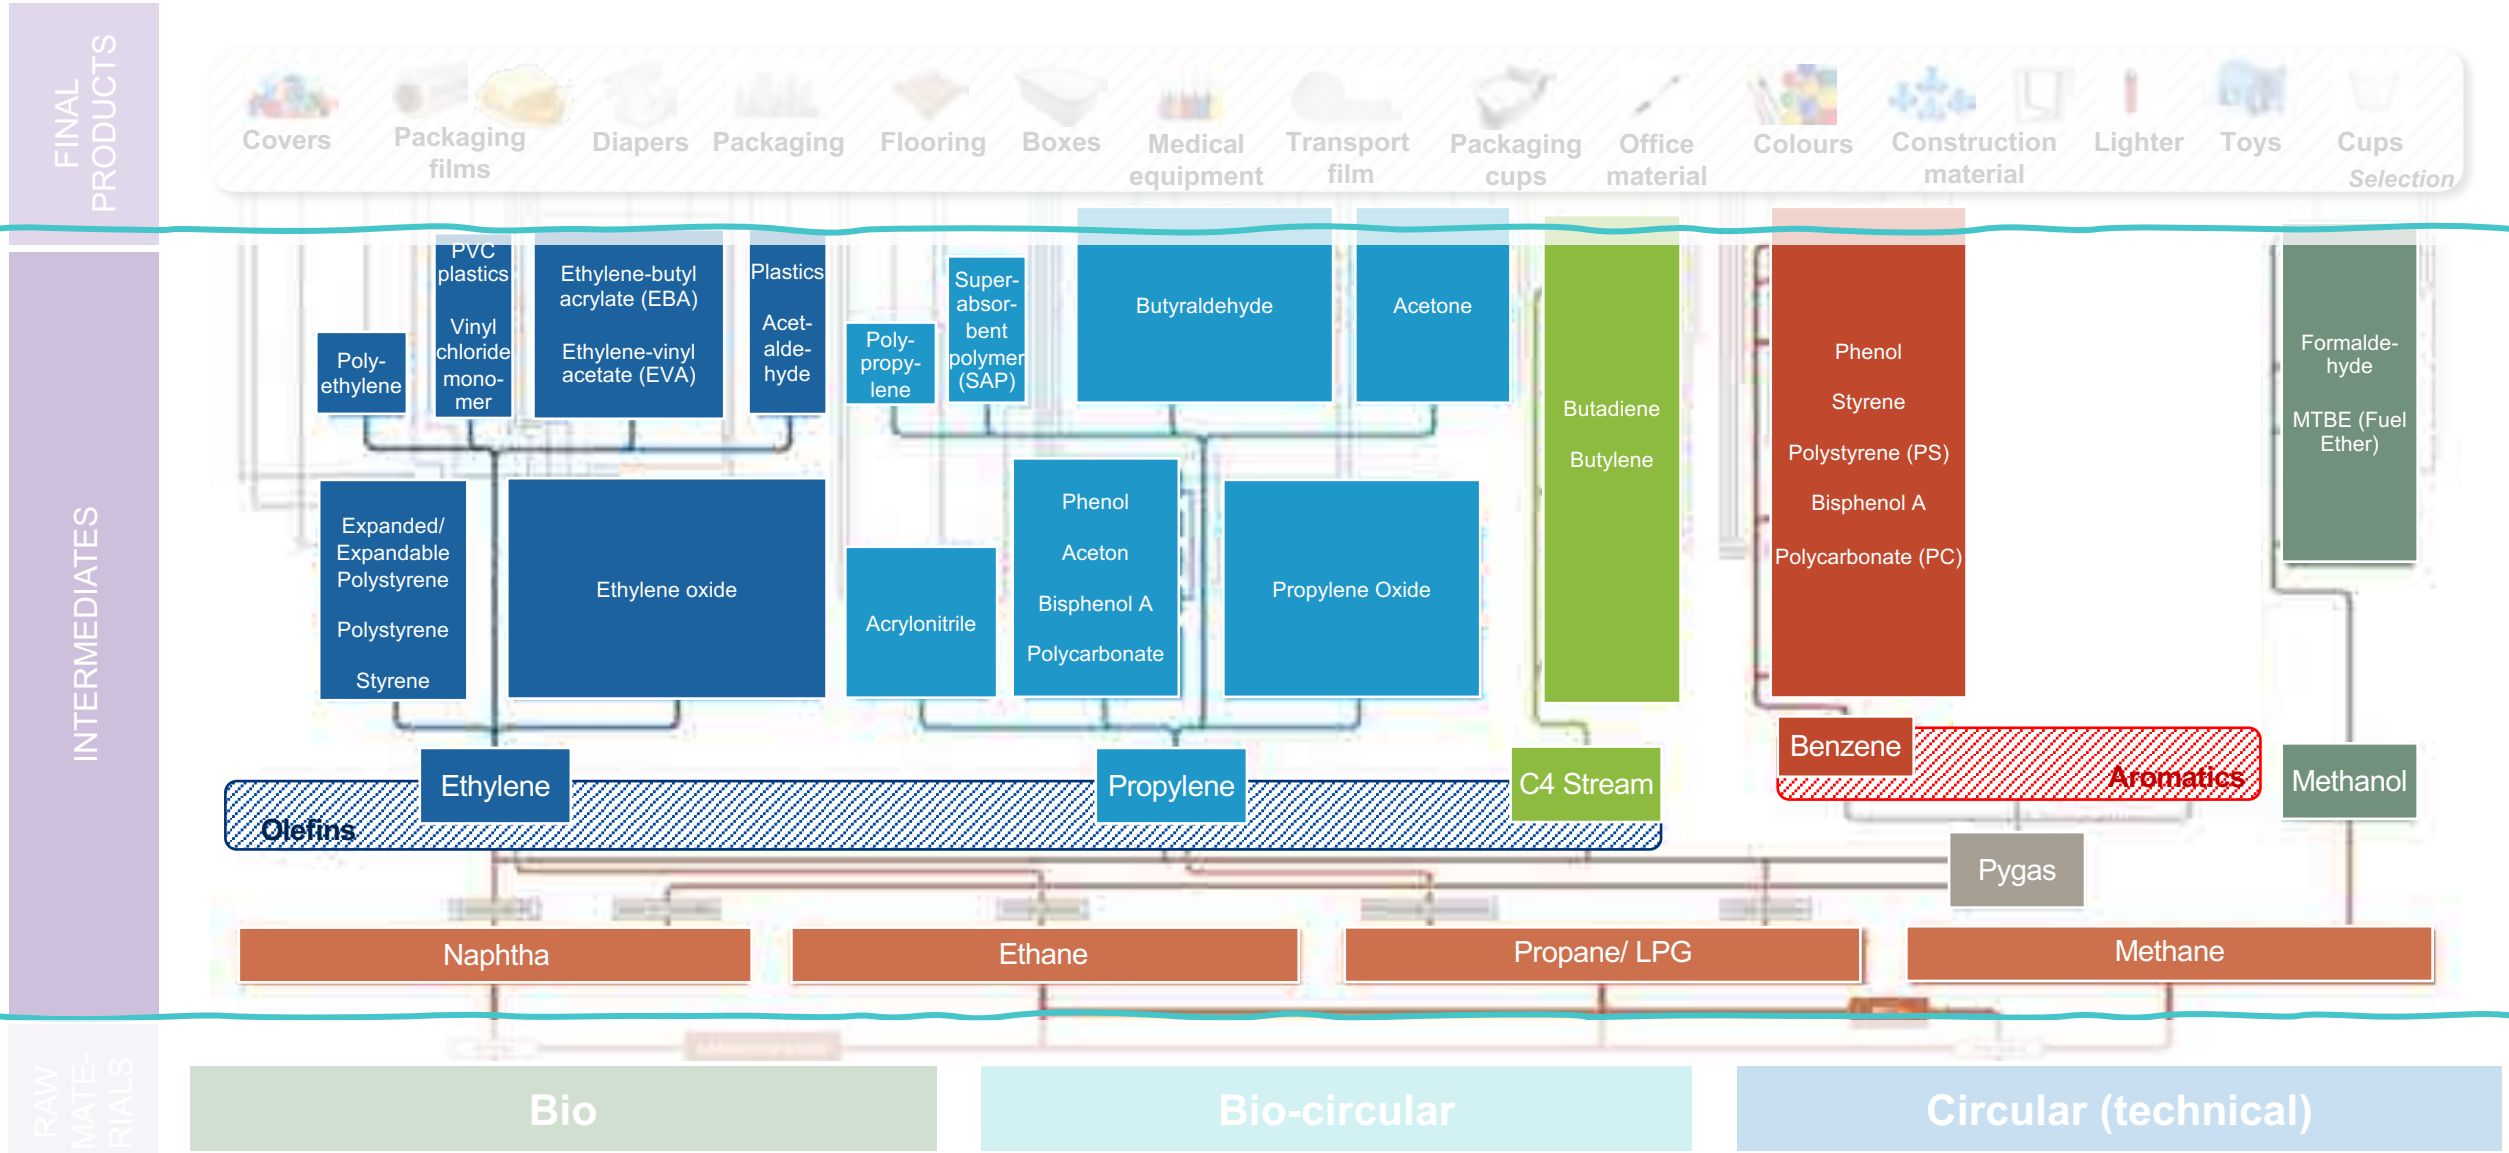 FINAL
PRODUCTS
Covers
Packaging
films
Diapers
Packaging
Flooring
Boxes
Medical
equipment
Transport
film
Packaging
cups
Office
material
Colours
Construction
material
Lighter
Toys
Cups
Selection
INTERMEDIATES
Poly-
ethylene
PVC
plastics
Vinyl
chloride
mono-
mer
Ethylene-butyl
acrylate (EBA)
Ethylene-vinyl
acetate (EVA)
Plastics
Acet-
alde-
hyde
Poly-
propy-
lene
Super-
absor-
bent
polymer
(SAP)
Butyraldehyde
Acetone
Butadiene
Butylene
Phenol
Styrene
Polystyrene (PS)
Bisphenol A
Polycarbonate (PC)
Formalde-
hyde
MTBE (Fuel
Ether)
Expanded/
Expandable
Polystyrene
Polystyrene
Styrene
Ethylene oxide
Acrylonitrile
Phenol
Aceton
Bisphenol A
Polycarbonate
Propylene Oxide
Ethylene
Propylene
C4 Stream
Benzene
Aromatics
Methanol
Olefins
Pygas
Naphtha
Ethane
Propane/ LPG
Methane
RAW
MATE-
RIALS
Bio
Bio-circular
Circular (technical)